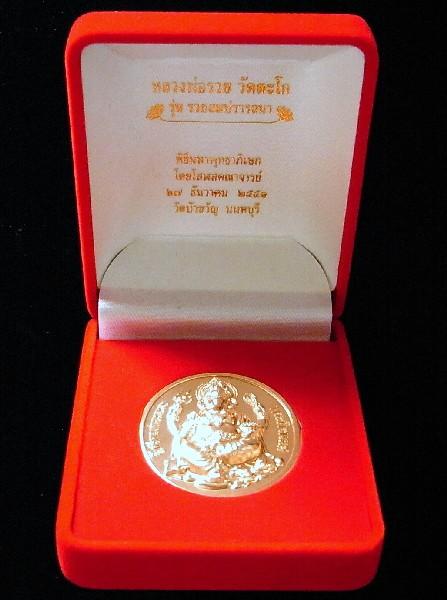 หลวงพ่อรวย วัดตะโก
รุ่น รวยสมปรารถนา
พิธีมหาพุทธาภิเษก
โดยโสฬสคณาจารย์
๒๗ ธันวาคม ๒๕๕๑
วัดบัวขวัญ นนทบุรี